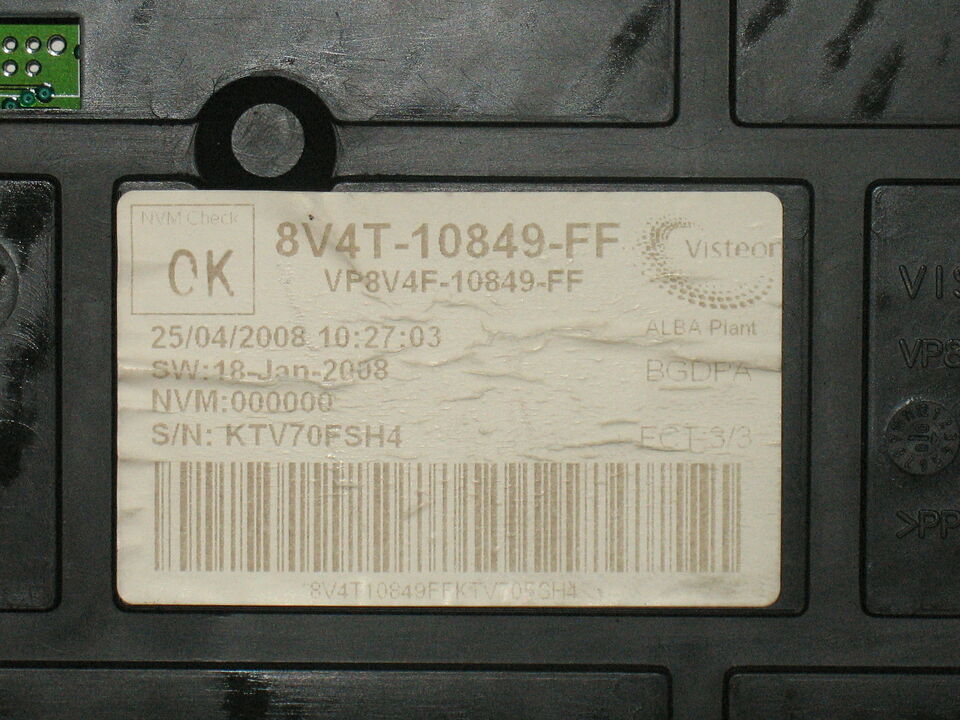 NVM Check
OK
8V4T-10849-FF
VP8V4F-10849-FF
Visteon
ALBA Plant
25/04/2008 10:27:03
SW:18-Jan-2008
BGDPA
NVM:000000
S/N: KTV70FSH4
FCT-3/3
8V4T10849FFKTV70FSH4
VIS
VP8
>PP